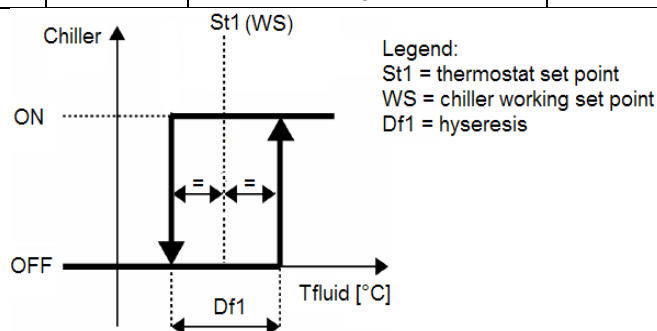 St1 (WS)
Chiller
Legend:
St1 = thermostat set point
WS = chiller working set point
Df1 = hyseresis
ON
= =
OFF
Tfluid [°C]
Df1